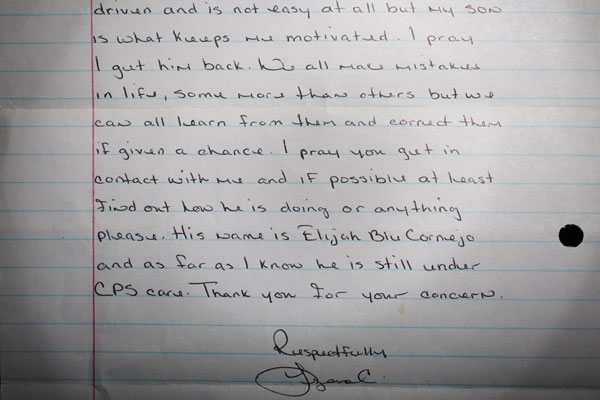 driven and is not easy at all but my son
is what keeps me motivated. I pray
I get him back. We all make mistakes
in life, some more than others but we
can all learn from them and correct them
if given a chance. I pray you get in
contact with me and if possible at least
find out how he is doing or anything
please. His name is Elijah Blu Cornejo
and as far as I know he is still under
CPS care. Thank you for your concern.
Respectfully